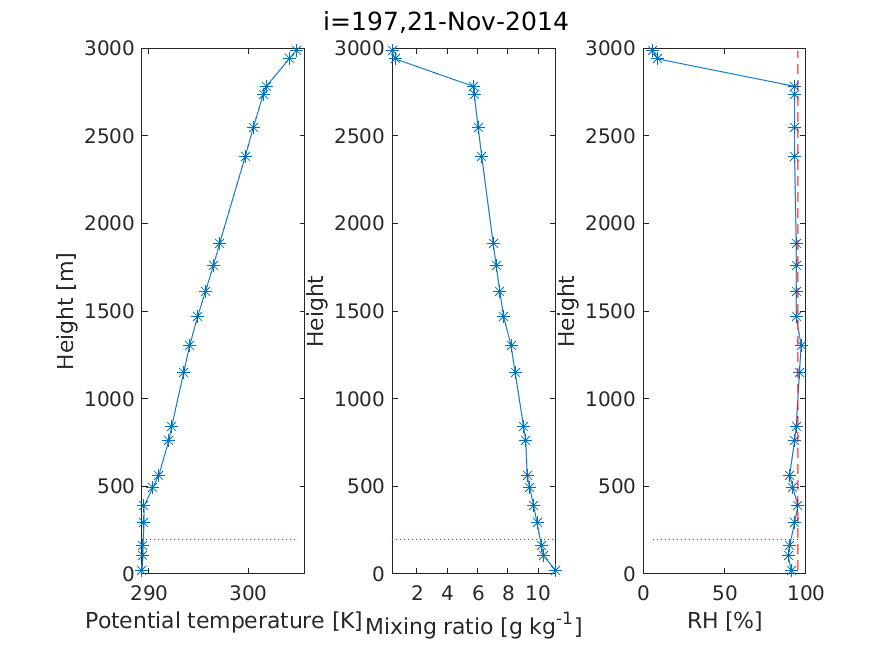 i=197,21-Nov-2014
Height [m]
3000
2500
2000
1500
1000
500
0
290 300
Potential temperature [K]
Height
3000
2500
2000
1500
1000
500
0
2 4 6 8 10
Mixing ratio [g kg-1]
Height
3000
2500
2000
1500
1000
500
0
0 50 100
RH [%]